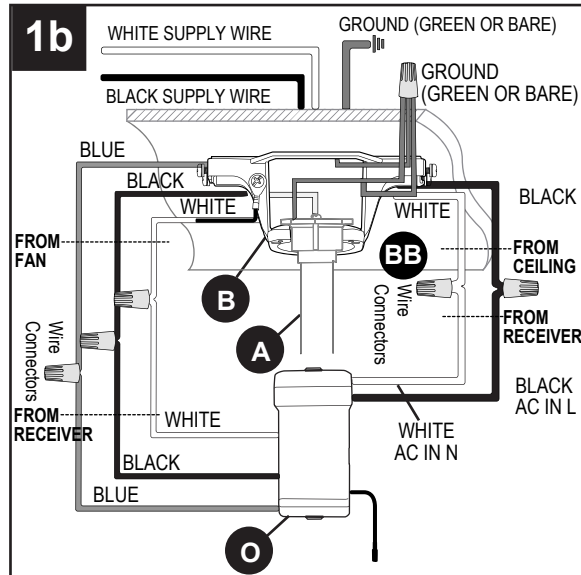 1b
WHITE SUPPLY WIRE
GROUND (GREEN OR BARE)
BLACK SUPPLY WIRE
GROUND
(GREEN OR BARE)
BLUE
BLACK
WHITE
WHITE
BLACK
FROM
FAN
BB
FROM
CEILING
B
Wire
Connectors
Wire
Connectors
A
FROM
RECEIVER
FROM
RECEIVER
WHITE
BLACK
AC IN L
WHITE
AC IN N
BLACK
BLUE
O